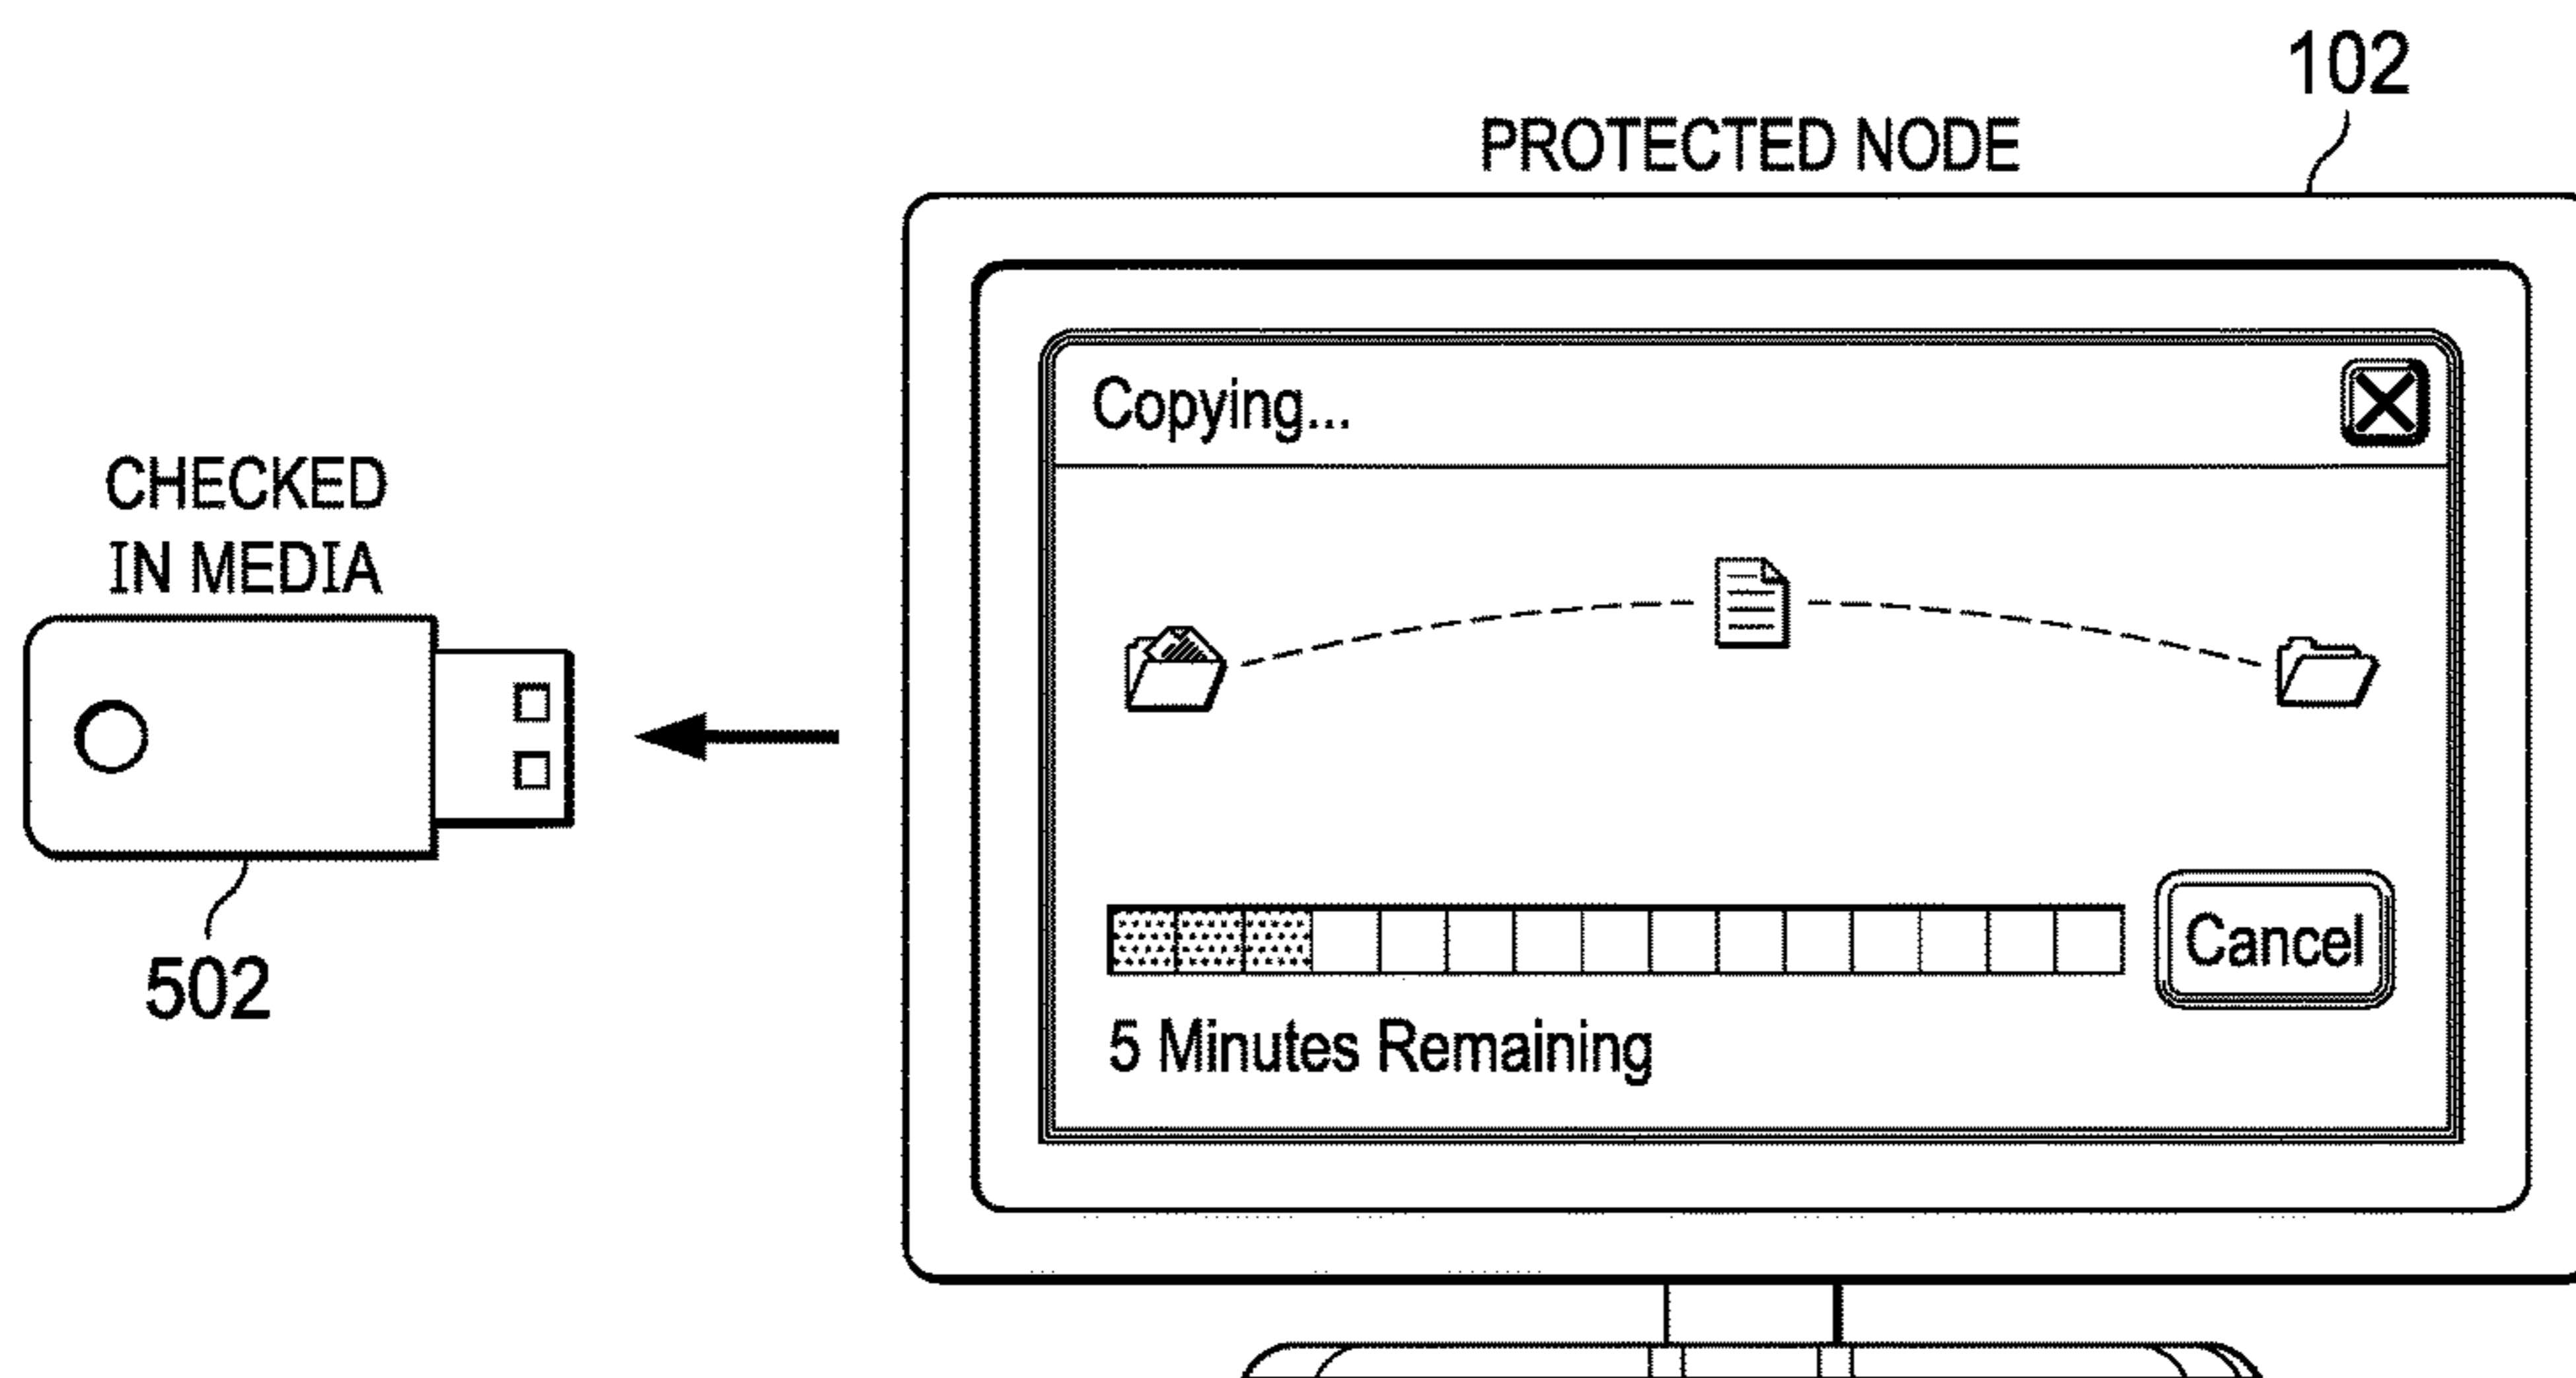 102
PROTECTED NODE
Copying...
CHECKED
IN MEDIA
502
Cancel
5 Minutes Remaining